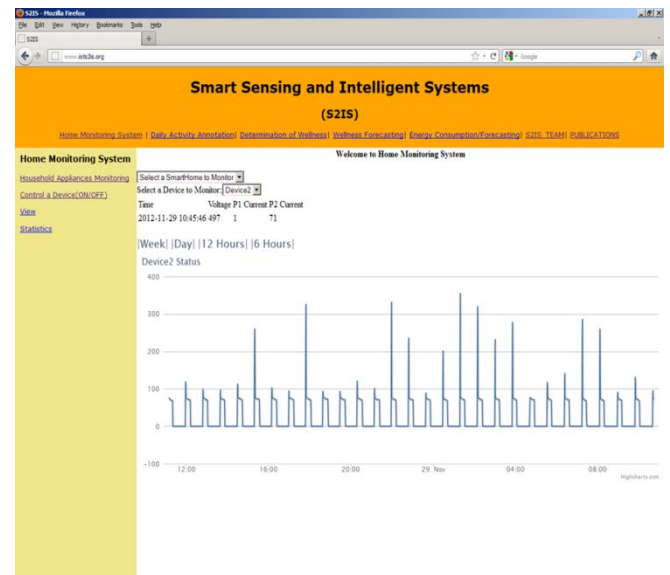 S2IS - Mozilla Firefox
File Edit View History Bookmarks Tools Help
S2IS
www.ists2s.org
Google
Smart Sensing and Intelligent Systems
(S2IS)
Home Monitoring System | Daily Activity Annotation| Determination of Wellness| Wellness Forecasting| Energy Consumption/Forecasting| S2IS TEAM| PUBLICATIONS
Home Monitoring System
Household Appliances Monitoring
Control a Device(ON/OFF)
View
Statistics
Welcome to Home Monitoring System
Select a SmartHome to Monitor
Select a Device to Monitor: Device2
Time Voltage P1 Current P2 Current
2012-11-29 10:45:46 497 1 71
|Week| |Day| |12 Hours| |6 Hours|
Device2 Status
400
300
200
100
0
-100
12:00 16:00 20:00 29. Nov 04:00 08:00
Highcharts.com